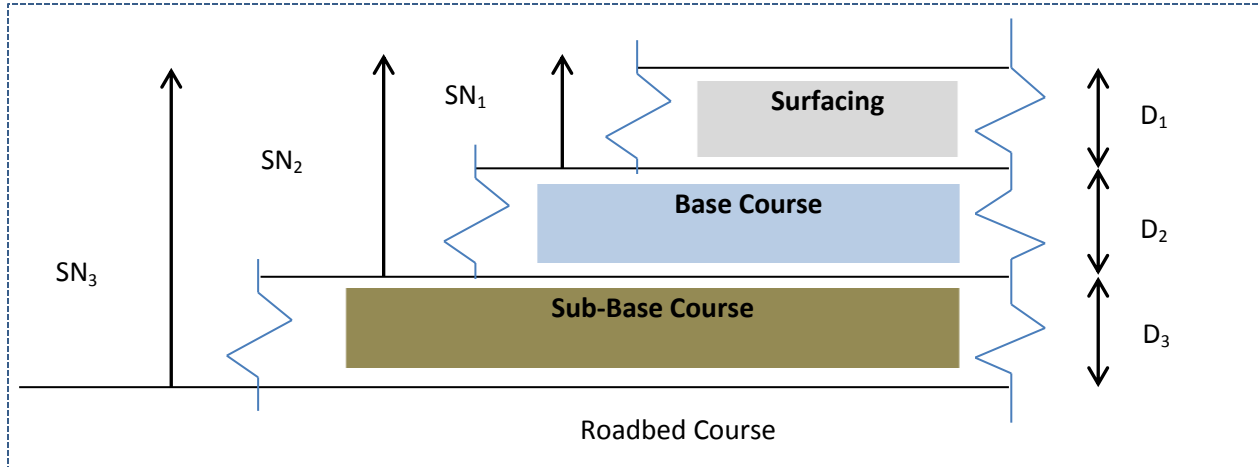 Surfacing
SN₁
D₁
SN₂
Base Course
D₂
SN₃
Sub-Base Course
D₃
Roadbed Course